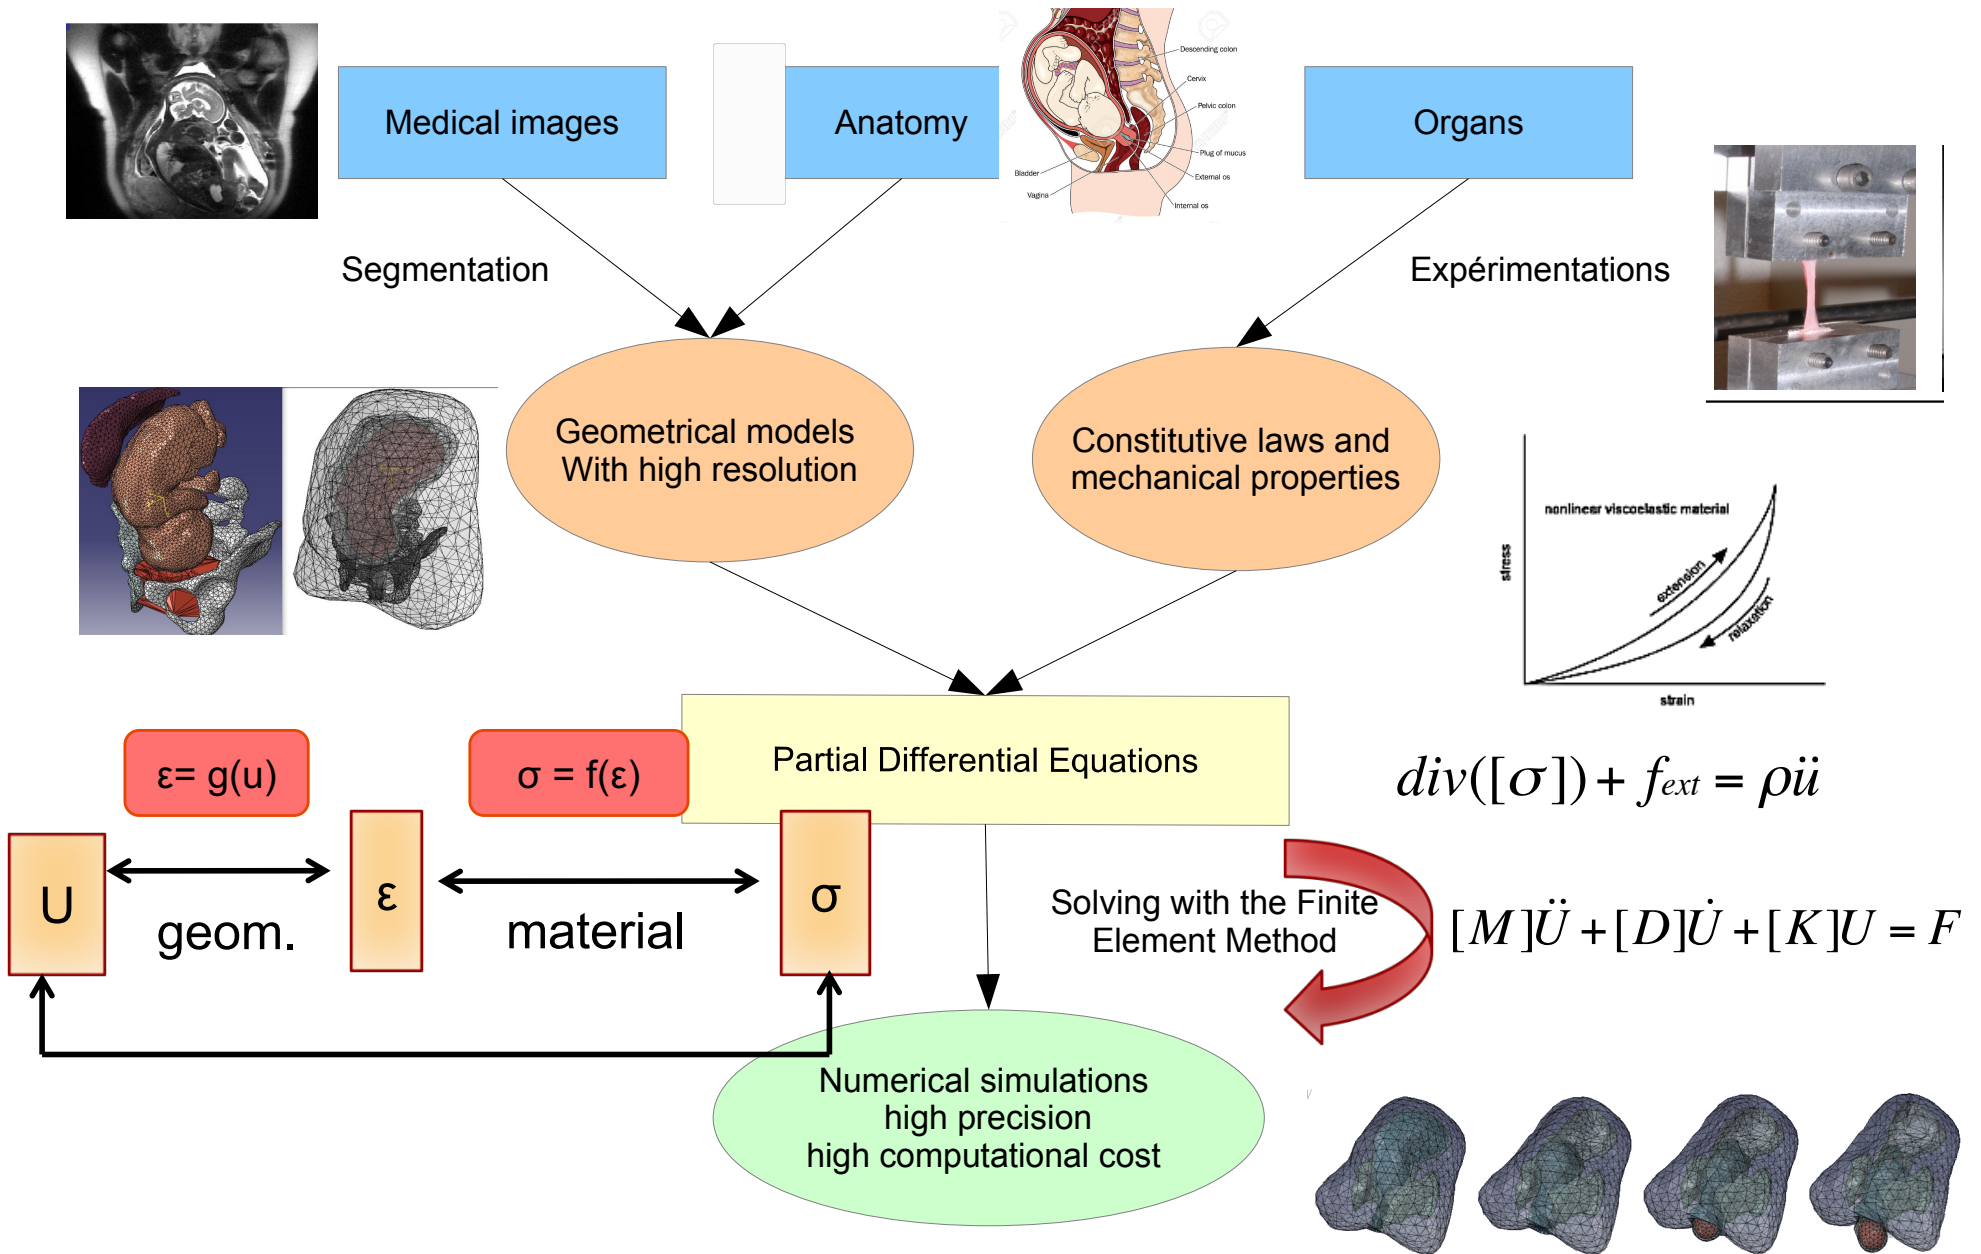 Medical images
Anatomy
Descending colon
Cervix
Pelvic colon
Plug of mucus
External os
Internal os
Bladder
Vagina
Organs
Segmentation
Expérimentations
Geometrical models
With high resolution
Constitutive laws and
mechanical properties
nonlinear viscoelastic material
stress
extension
relaxation
strain
ε= g(u)
σ = f(ε)
Partial Differential Equations
div([σ]) + f_ext = ρü
U
geom.
ε
material
σ
Solving with the Finite
Element Method
[M]Ü + [D]U̇ + [K]U = F
Numerical simulations
high precision
high computational cost